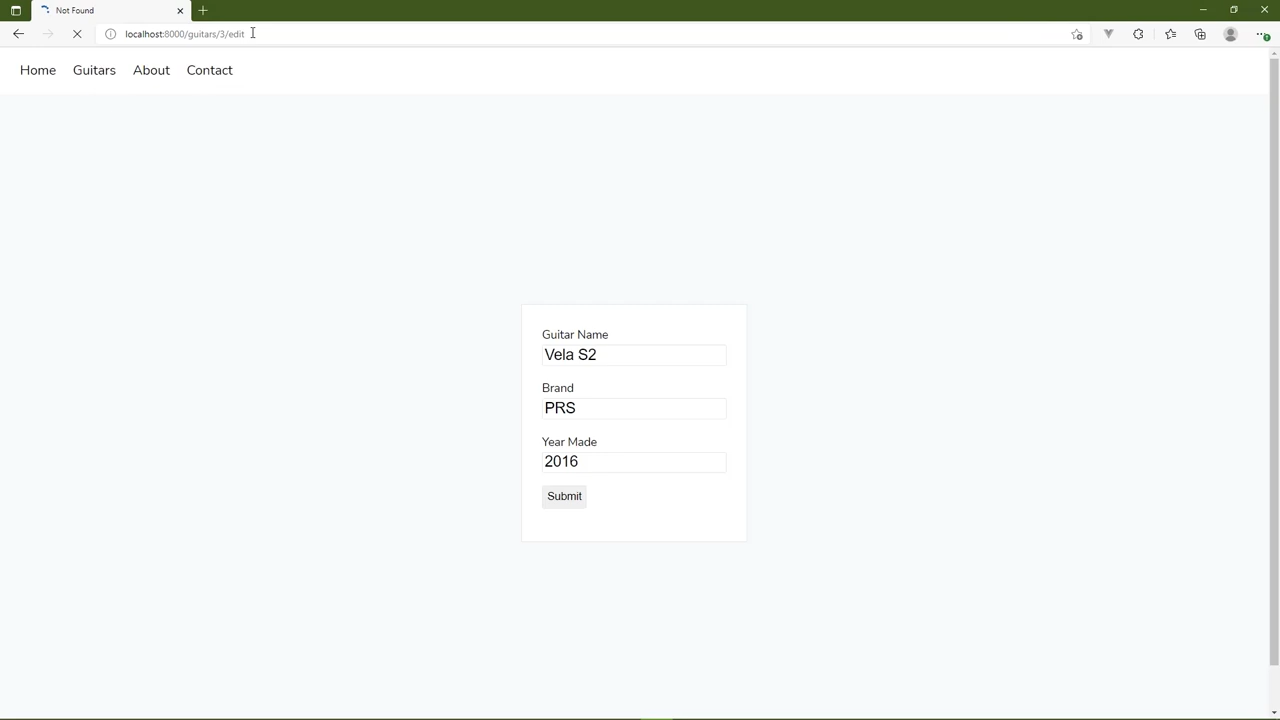 Not Found
localhost:8000/guitars/3/edit
Home Guitars About Contact
Guitar Name
Vela S2
Brand
PRS
Year Made
2016
Submit